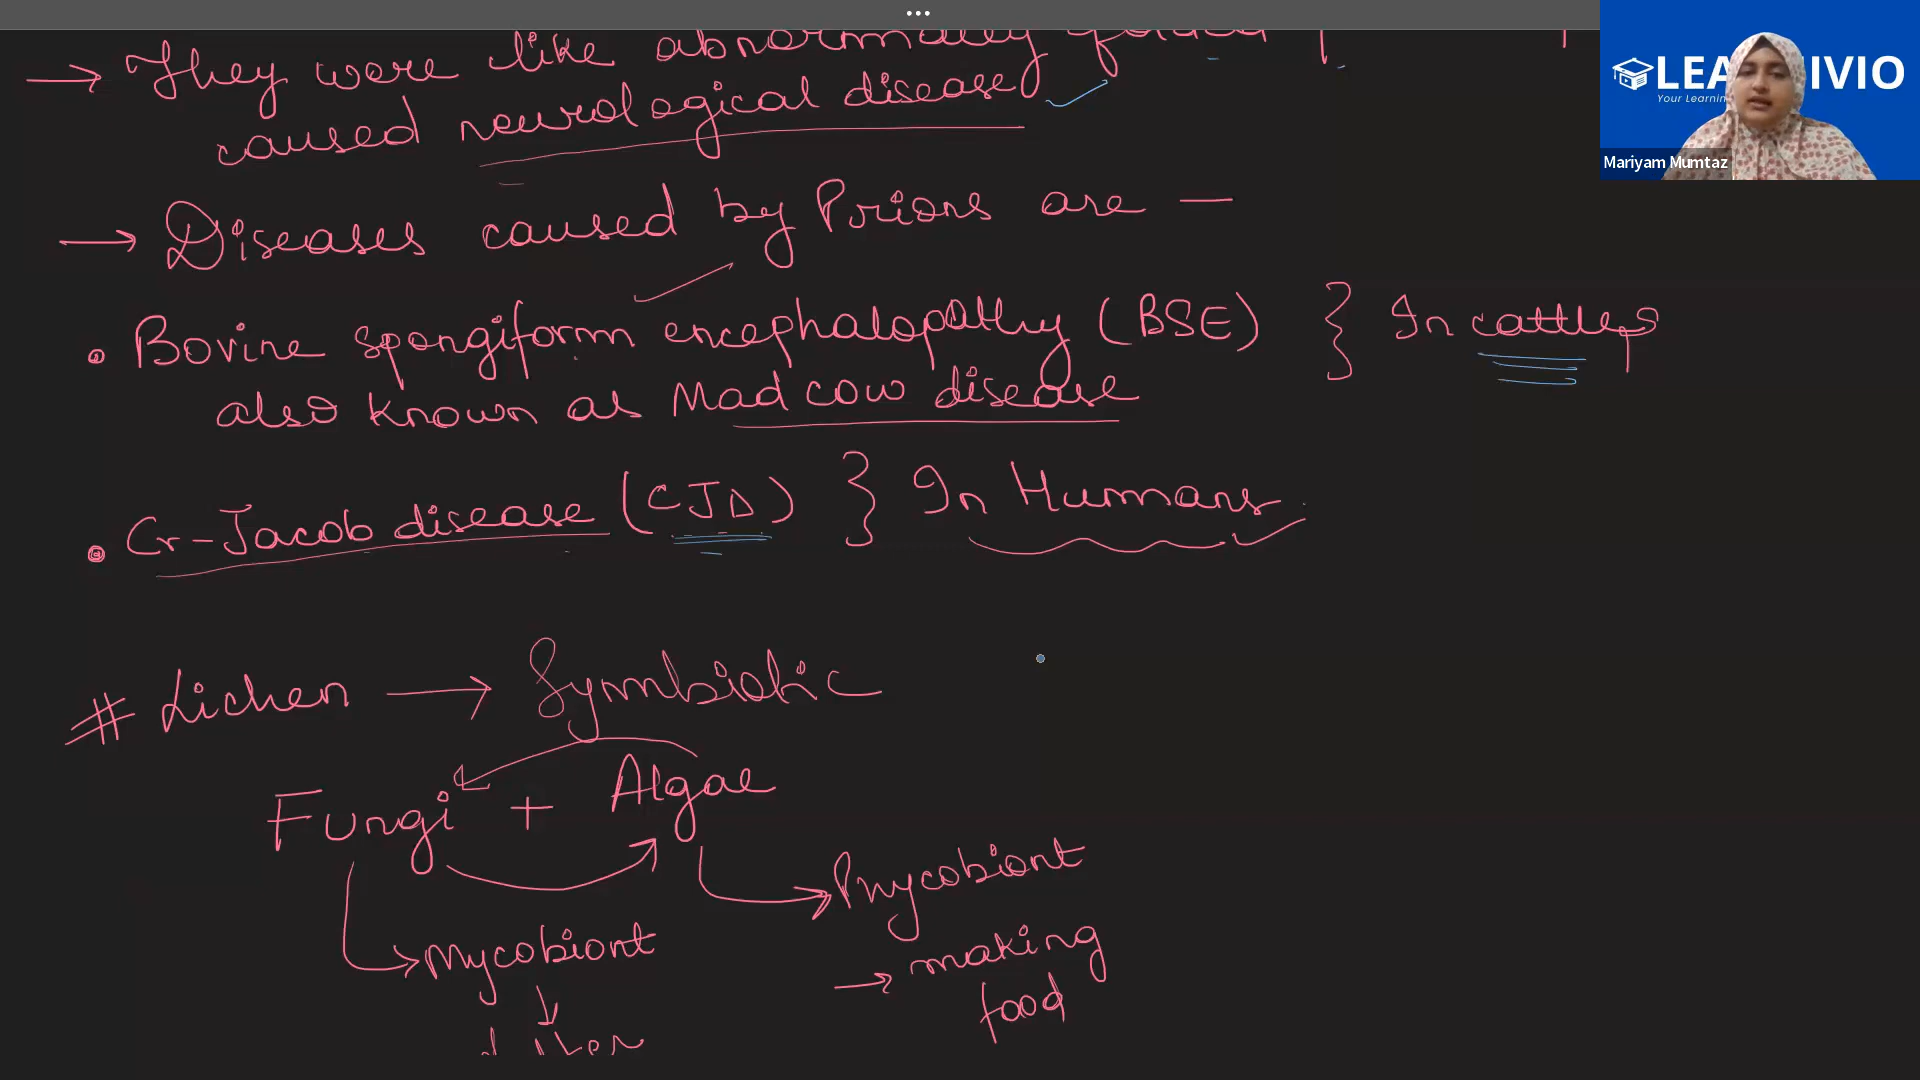 → They were like abnormally folded
caused neurological disease
→ Diseases caused by Prions are —
• Bovine spongiform encephalopathy (BSE) } In cattles
also known as Mad cow disease
• Cr-Jacob disease (CJD) } In Humans
# Lichen → Symbiotic
Fungi + Algae
Phycobiont
Mycobiont
→ making
food
LEA IVIO
Your Learnin
Mariyam Mumtaz